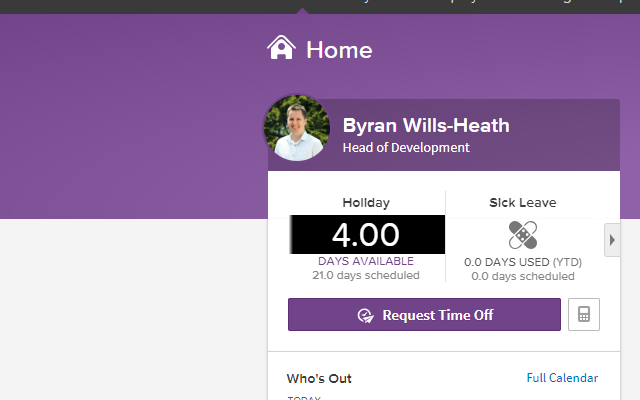 Home
Byran Wills-Heath
Head of Development
Holiday
Sick Leave
4.00
DAYS AVAILABLE
21.0 days scheduled
0.0 DAYS USED (YTD)
0.0 days scheduled
Request Time Off
Who's Out
Full Calendar
TODAY